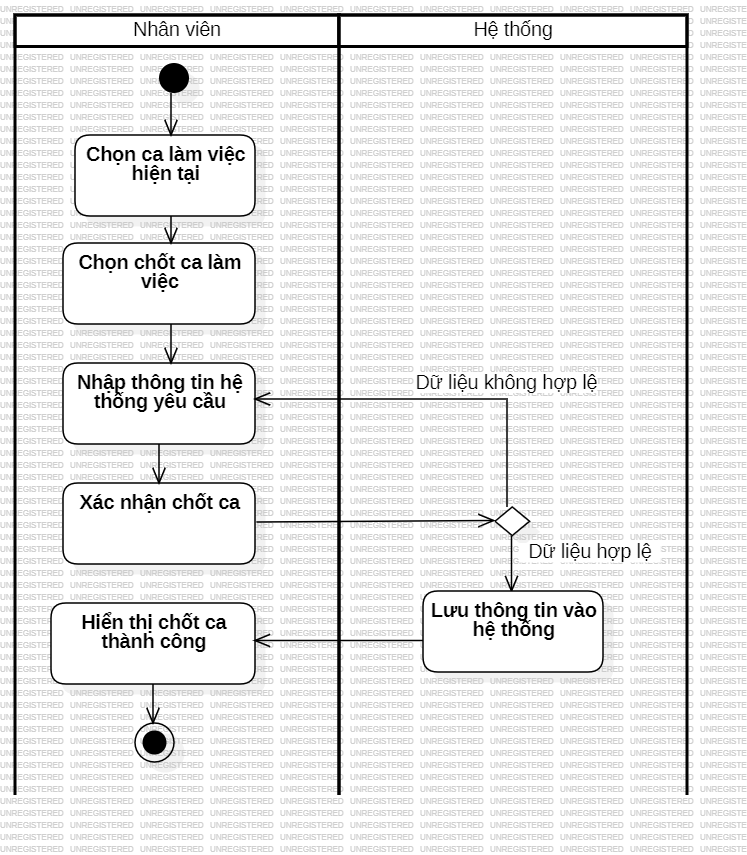 Nhân viên
Hệ thống
Chọn ca làm việc
hiện tại
Chọn chốt ca làm
việc
Nhập thông tin hệ
thống yêu cầu
Dữ liệu không hợp lệ
Xác nhận chốt ca
Dữ liệu hợp lệ
Lưu thông tin vào
hệ thống
Hiển thị chốt ca
thành công
UNREGISTERED